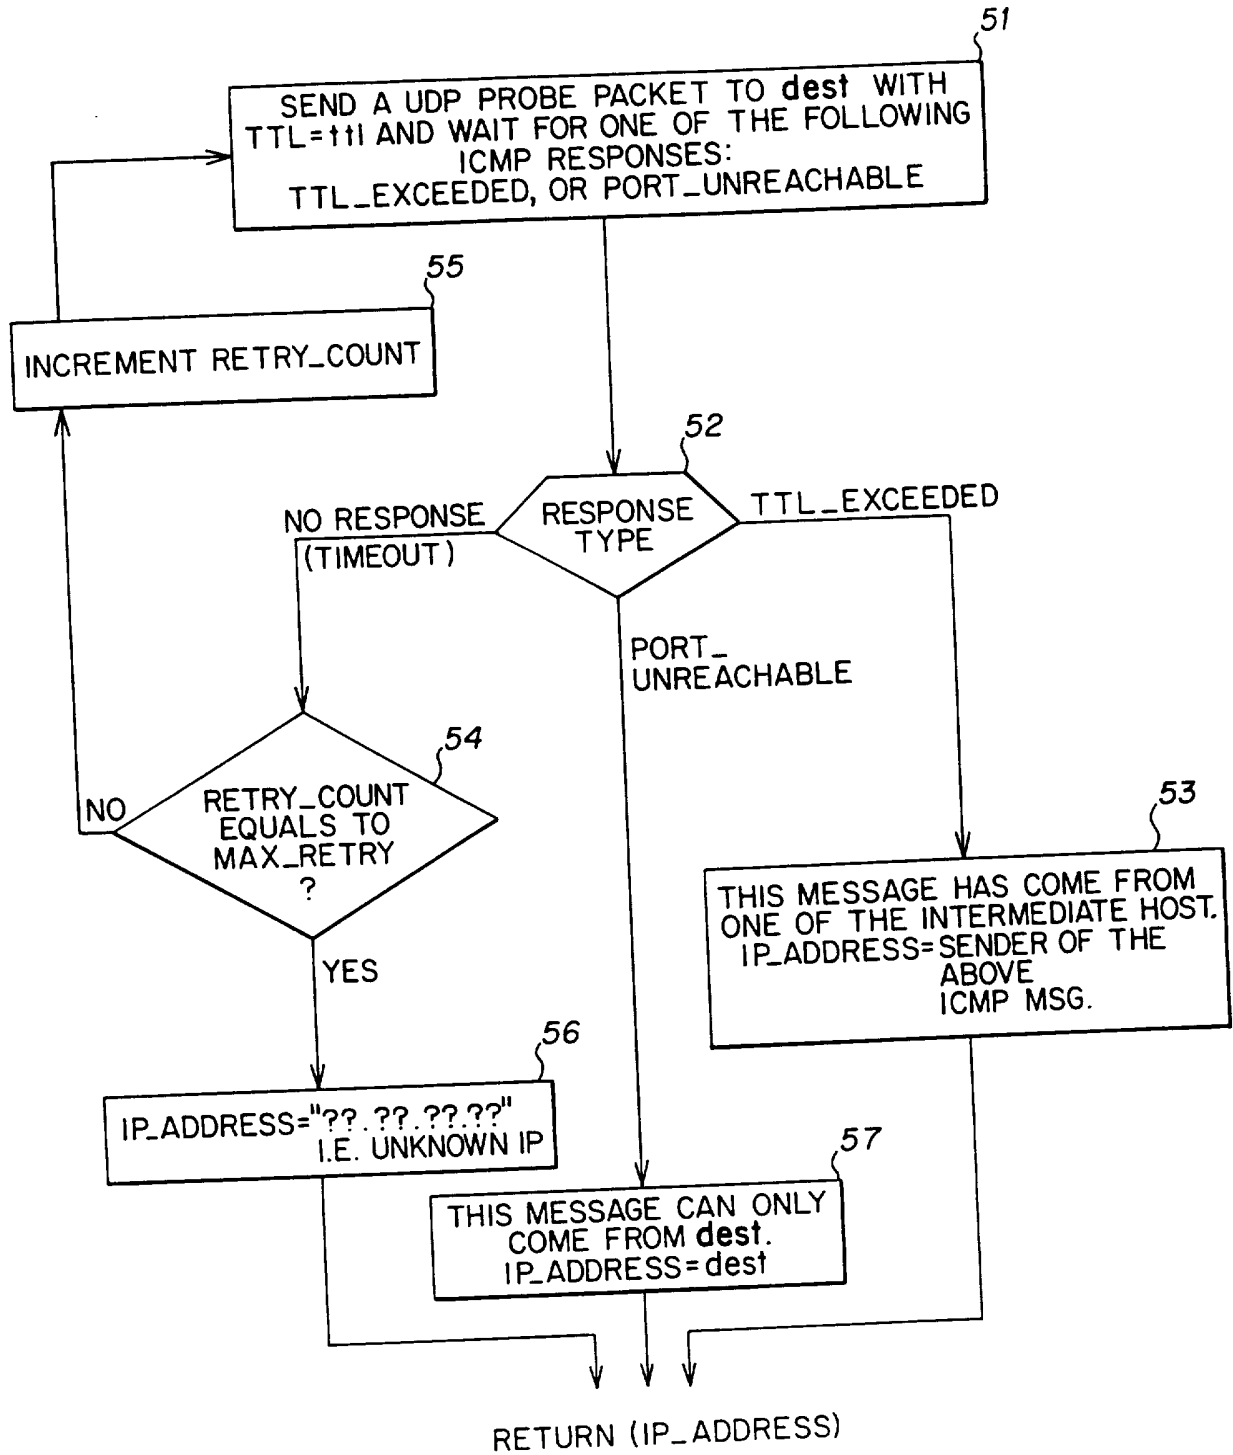 51
SEND A UDP PROBE PACKET TO dest WITH
TTL=ttl AND WAIT FOR ONE OF THE FOLLOWING
ICMP RESPONSES:
TTL_EXCEEDED, OR PORT_UNREACHABLE
55
INCREMENT RETRY_COUNT
52
RESPONSE
TYPE
NO RESPONSE
(TIMEOUT)
TTL_EXCEEDED
PORT_
UNREACHABLE
54
RETRY_COUNT
EQUALS TO
MAX_RETRY
?
NO
YES
53
THIS MESSAGE HAS COME FROM
ONE OF THE INTERMEDIATE HOST.
IP_ADDRESS=SENDER OF THE
ABOVE
ICMP MSG.
56
IP_ADDRESS="??.??.??.??"
I.E. UNKNOWN IP
57
THIS MESSAGE CAN ONLY
COME FROM dest.
IP_ADDRESS=dest
RETURN (IP_ADDRESS)